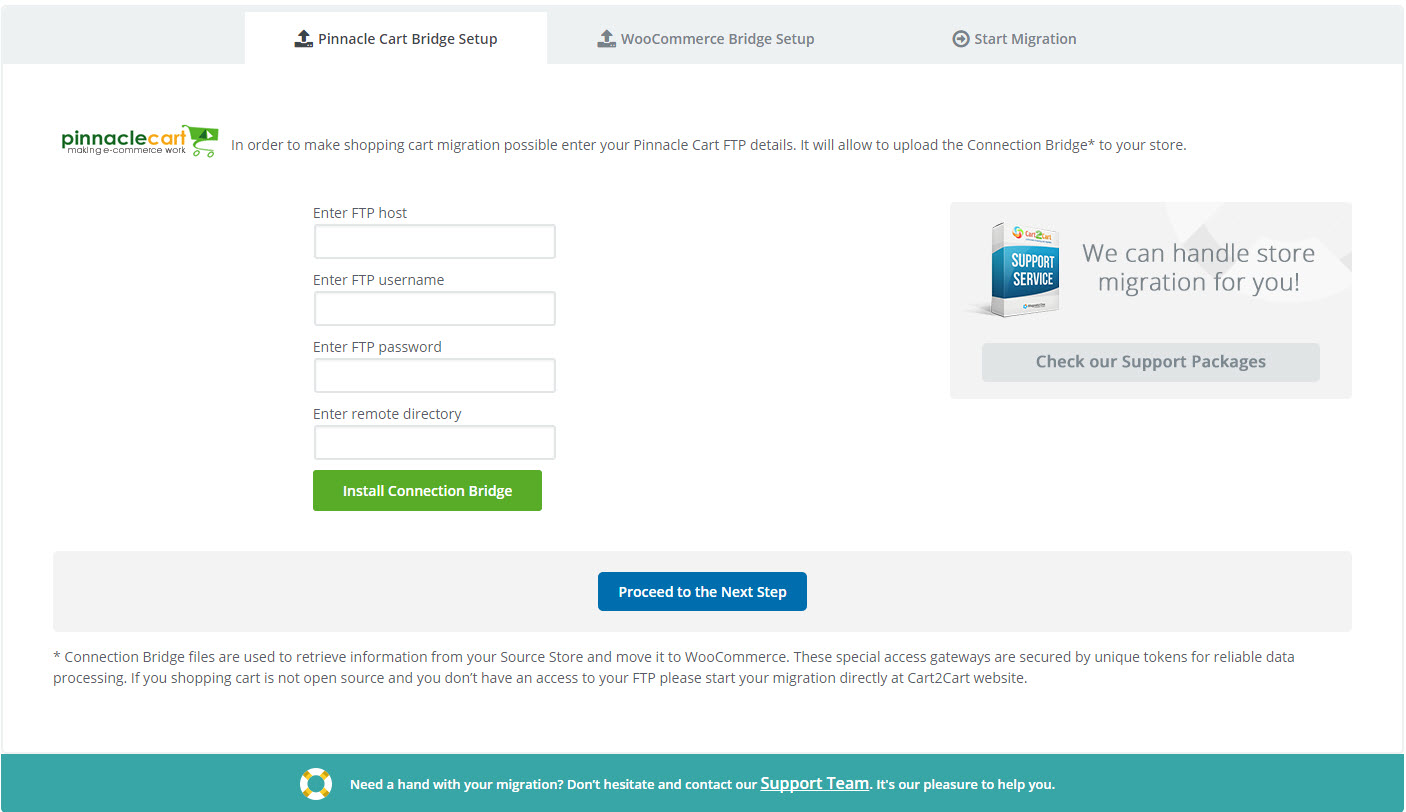 Pinnacle Cart Bridge Setup
WooCommerce Bridge Setup
Start Migration
pinnaclecart
making e-commerce work
In order to make shopping cart migration possible enter your Pinnacle Cart FTP details. It will allow to upload the Connection Bridge* to your store.
Enter FTP host
Enter FTP username
Enter FTP password
Enter remote directory
Install Connection Bridge
Cart2Cart
SUPPORT
SERVICE
We can handle store
migration for you!
Check our Support Packages
Proceed to the Next Step
* Connection Bridge files are used to retrieve information from your Source Store and move it to WooCommerce. These special access gateways are secured by unique tokens for reliable data
processing. If you shopping cart is not open source and you don’t have an access to your FTP please start your migration directly at Cart2Cart website.
Need a hand with your migration? Don’t hesitate and contact our Support Team. It's our pleasure to help you.